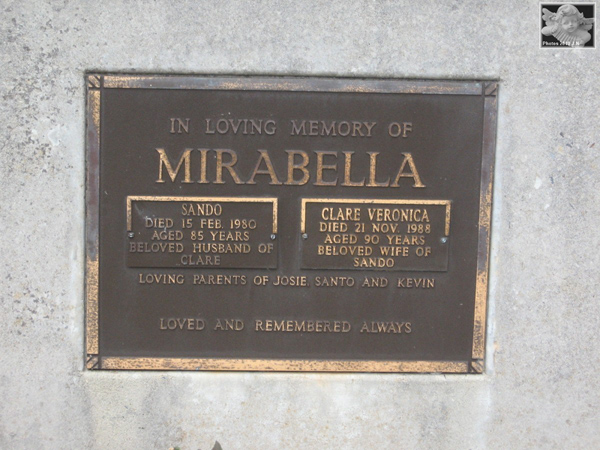 IN LOVING MEMORY OF
MIRABELLA
SANDO
DIED 15 FEB. 1980
AGED 85 YEARS
BELOVED HUSBAND OF
CLARE
CLARE VERONICA
DIED 21 NOV. 1988
AGED 90 YEARS
BELOVED WIFE OF
SANDO
LOVING PARENTS OF JOSIE, SANTO AND KEVIN
LOVED AND REMEMBERED ALWAYS